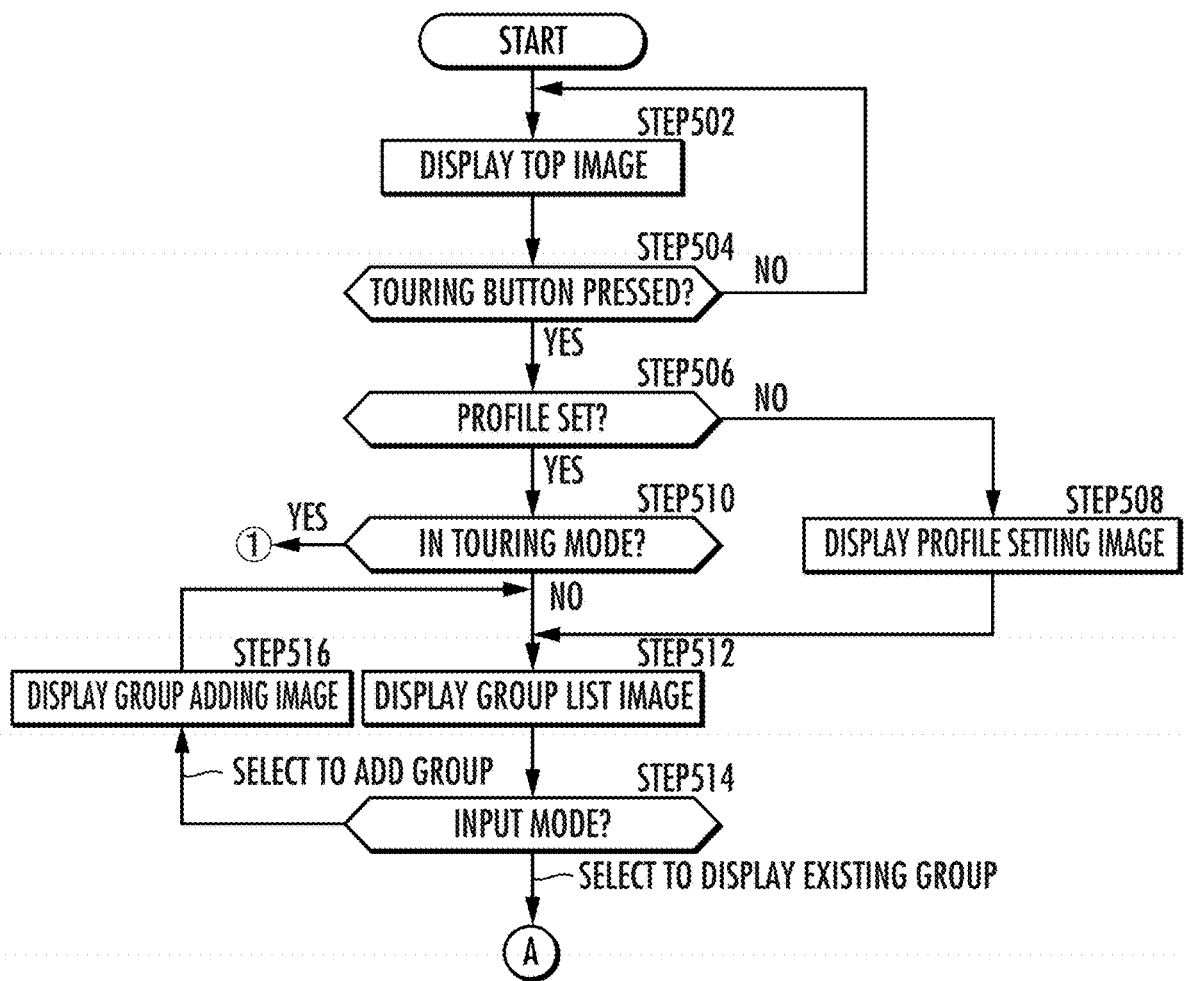 START
STEP502
DISPLAY TOP IMAGE
STEP504
TOURING BUTTON PRESSED?
NO
YES
STEP506
PROFILE SET?
NO
YES
STEP510
IN TOURING MODE?
YES
1
NO
STEP508
DISPLAY PROFILE SETTING IMAGE
STEP516
DISPLAY GROUP ADDING IMAGE
STEP512
DISPLAY GROUP LIST IMAGE
SELECT TO ADD GROUP
STEP514
INPUT MODE?
SELECT TO DISPLAY EXISTING GROUP
A